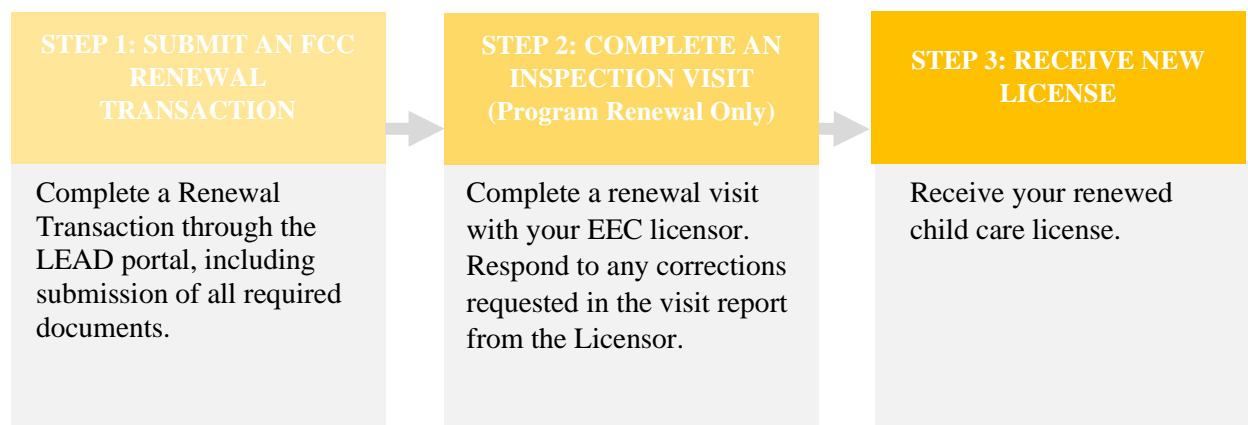 STEP 1: SUBMIT AN FCC
RENEWAL
TRANSACTION
Complete a Renewal
Transaction through the
LEAD portal, including
submission of all required
documents.
STEP 2: COMPLETE AN
INSPECTION VISIT
(Program Renewal Only)
Complete a renewal visit
with your EEC licensor.
Respond to any corrections
requested in the visit report
from the Licensor.
STEP 3: RECEIVE NEW
LICENSE
Receive your renewed
child care license.